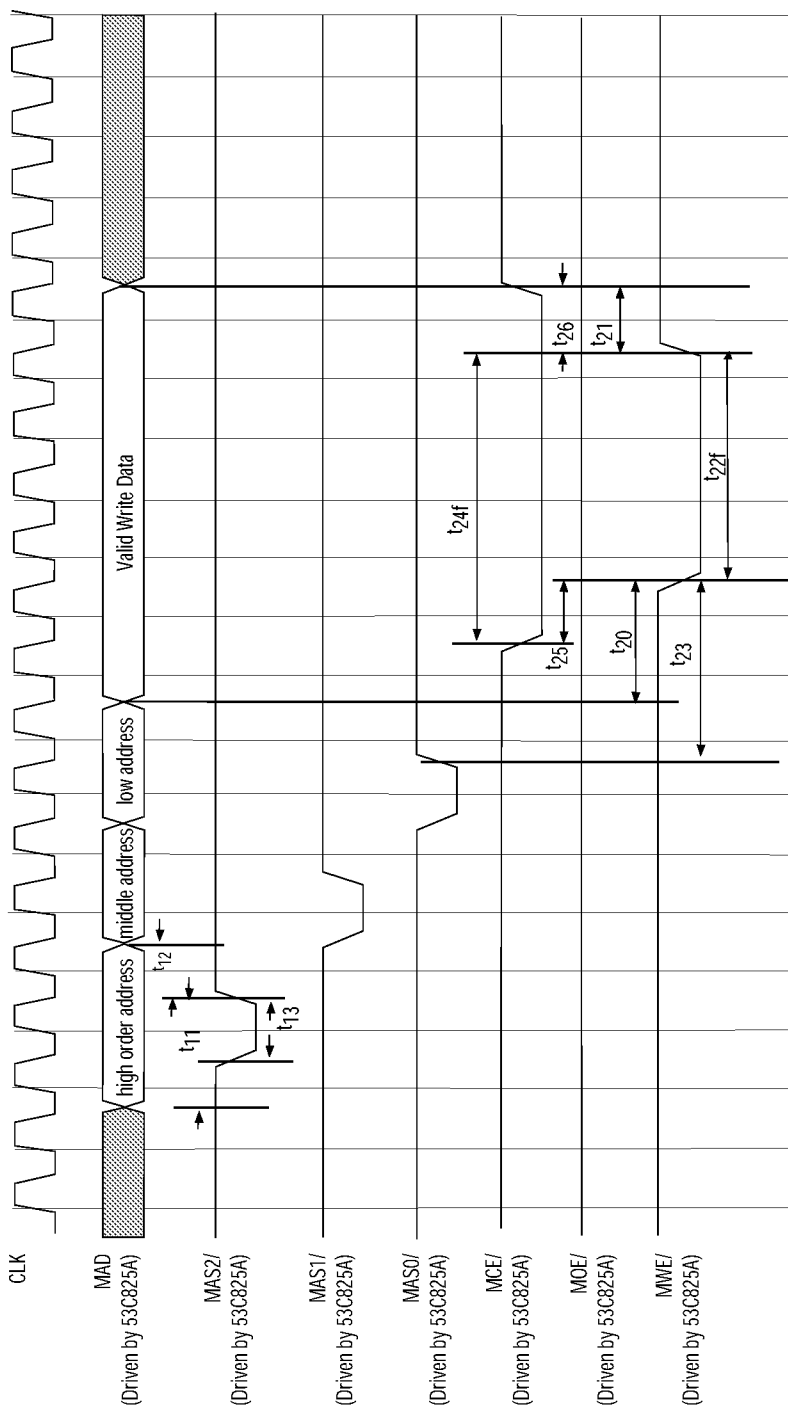 CLK
MAD
(Driven by 53C825A)
high order address
middle address
low address
Valid Write Data
t12
MAS2/
(Driven by 53C825A)
t11
t13
MAS1/
(Driven by 53C825A)
MAS0/
(Driven by 53C825A)
MCE/
(Driven by 53C825A)
t24f
t25
t26
MOE/
(Driven by 53C825A)
t20
t21
MWE/
(Driven by 53C825A)
t23
t22f